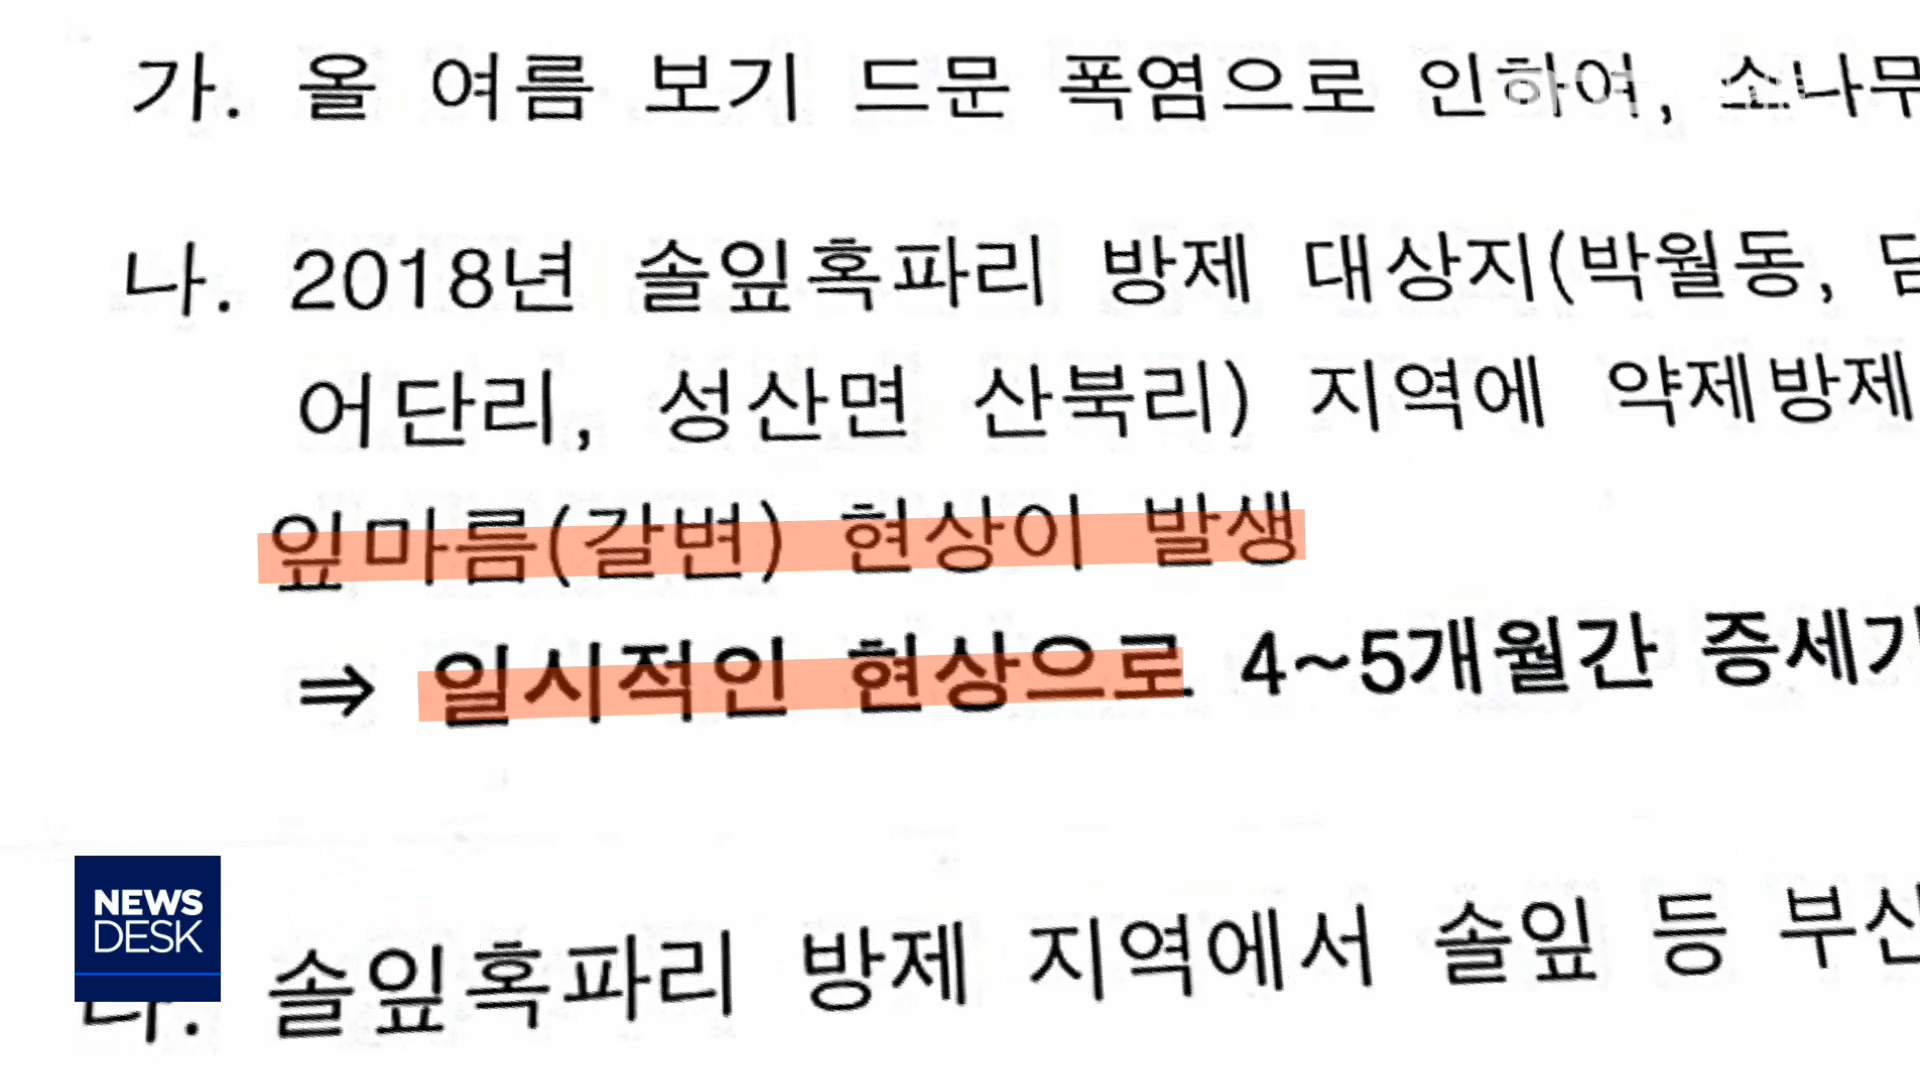 가. 올 여름 보기 드문 폭염으로 인하여, 소나무
나. 2018년 솔잎혹파리 방제 대상지(박월동,
어단리, 성산면 산북리) 지역에 약제방제
잎마름(갈변) 현상이 발생
⇒ 일시적인 현상으로 4~5개월간 증세가
NEWS
DESK
솔잎혹파리 방제 지역에서 솔잎 등